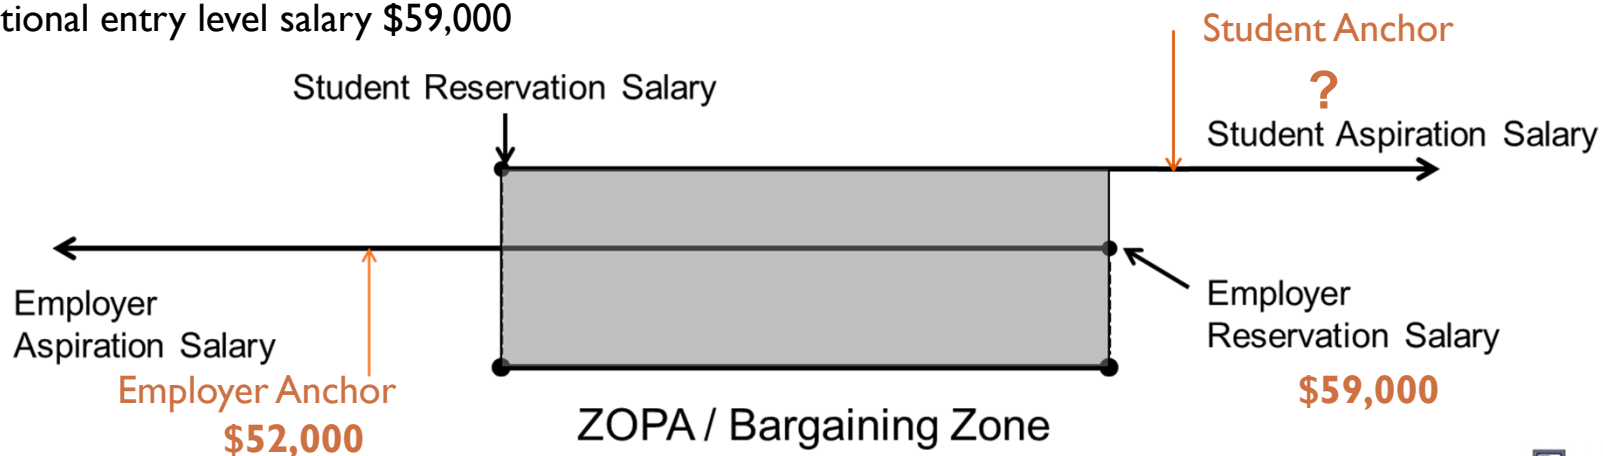 tional entry level salary $59,000
Student Anchor
?
Student Reservation Salary
Student Aspiration Salary
Employer
Aspiration Salary
Employer
Reservation Salary
Employer Anchor
$52,000
$59,000
ZOPA / Bargaining Zone